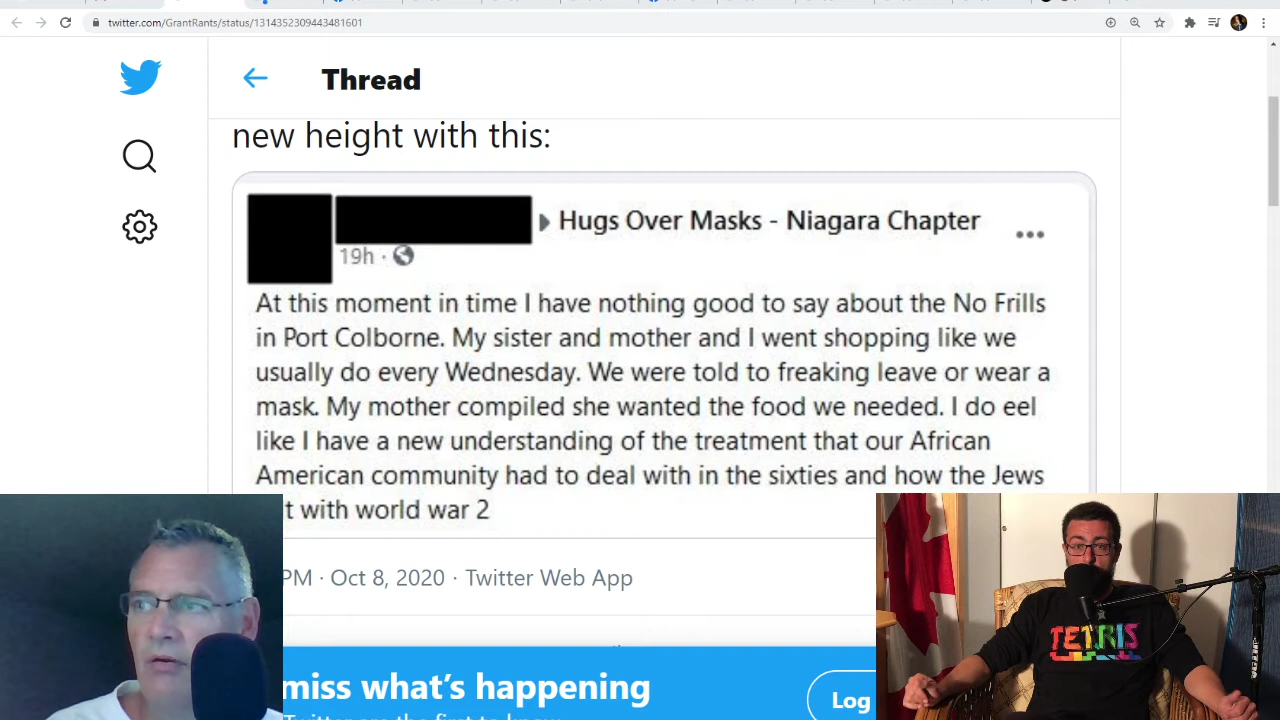 twitter.com/GrantRants/status/1314352309443481601
Thread
new height with this:
Hugs Over Masks - Niagara Chapter
19h ·
At this moment in time I have nothing good to say about the No Frills
in Port Colborne. My sister and mother and I went shopping like we
usually do every Wednesday. We were told to freaking leave or wear a
mask. My mother compiled she wanted the food we needed. I do eel
like I have a new understanding of the treatment that our African
American community had to deal with in the sixties and how the Jews
t with world war 2
PM · Oct 8, 2020 · Twitter Web App
miss what's happening
Log
TETRIS